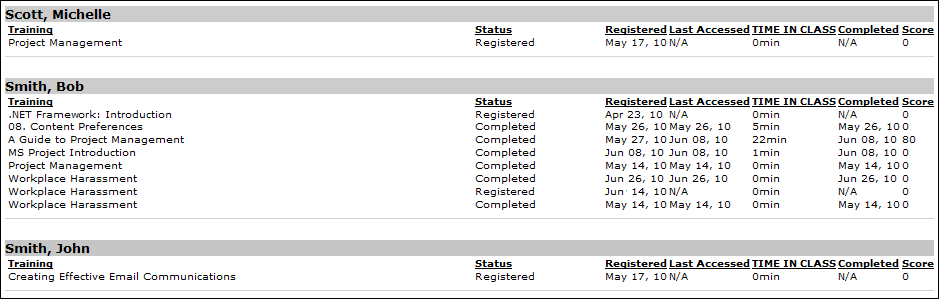 Scott, Michelle
Training Status Registered Last Accessed TIME IN CLASS Completed Score
Project Management Registered May 17, 10 N/A 0min N/A 0
Smith, Bob
Training Status Registered Last Accessed TIME IN CLASS Completed Score
.NET Framework: Introduction Registered Apr 23, 10 N/A 0min N/A 0
08. Content Preferences Completed May 26, 10 May 26, 10 5min May 26, 10 0
A Guide to Project Management Completed May 27, 10 Jun 08, 10 22min Jun 08, 10 80
MS Project Introduction Completed Jun 08, 10 Jun 08, 10 1min Jun 08, 10 0
Project Management Completed May 14, 10 May 14, 10 0min May 14, 10 0
Workplace Harassment Completed Jun 26, 10 Jun 26, 10 0min Jun 26, 10 0
Workplace Harassment Registered Jun 14, 10 N/A 0min N/A 0
Workplace Harassment Completed May 14, 10 May 14, 10 0min May 14, 10 0
Smith, John
Training Status Registered Last Accessed TIME IN CLASS Completed Score
Creating Effective Email Communications Registered May 17, 10 N/A 0min N/A 0